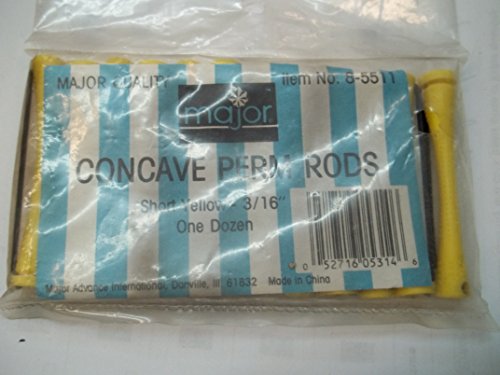 MAJOR QUALITY
Item No. 8-5511
major
CONCAVE PERM RODS
Short Yellow - 3/16"
One Dozen
0 52716 05314 6
Major Advance International, Danville, Ill 61832 Made in China